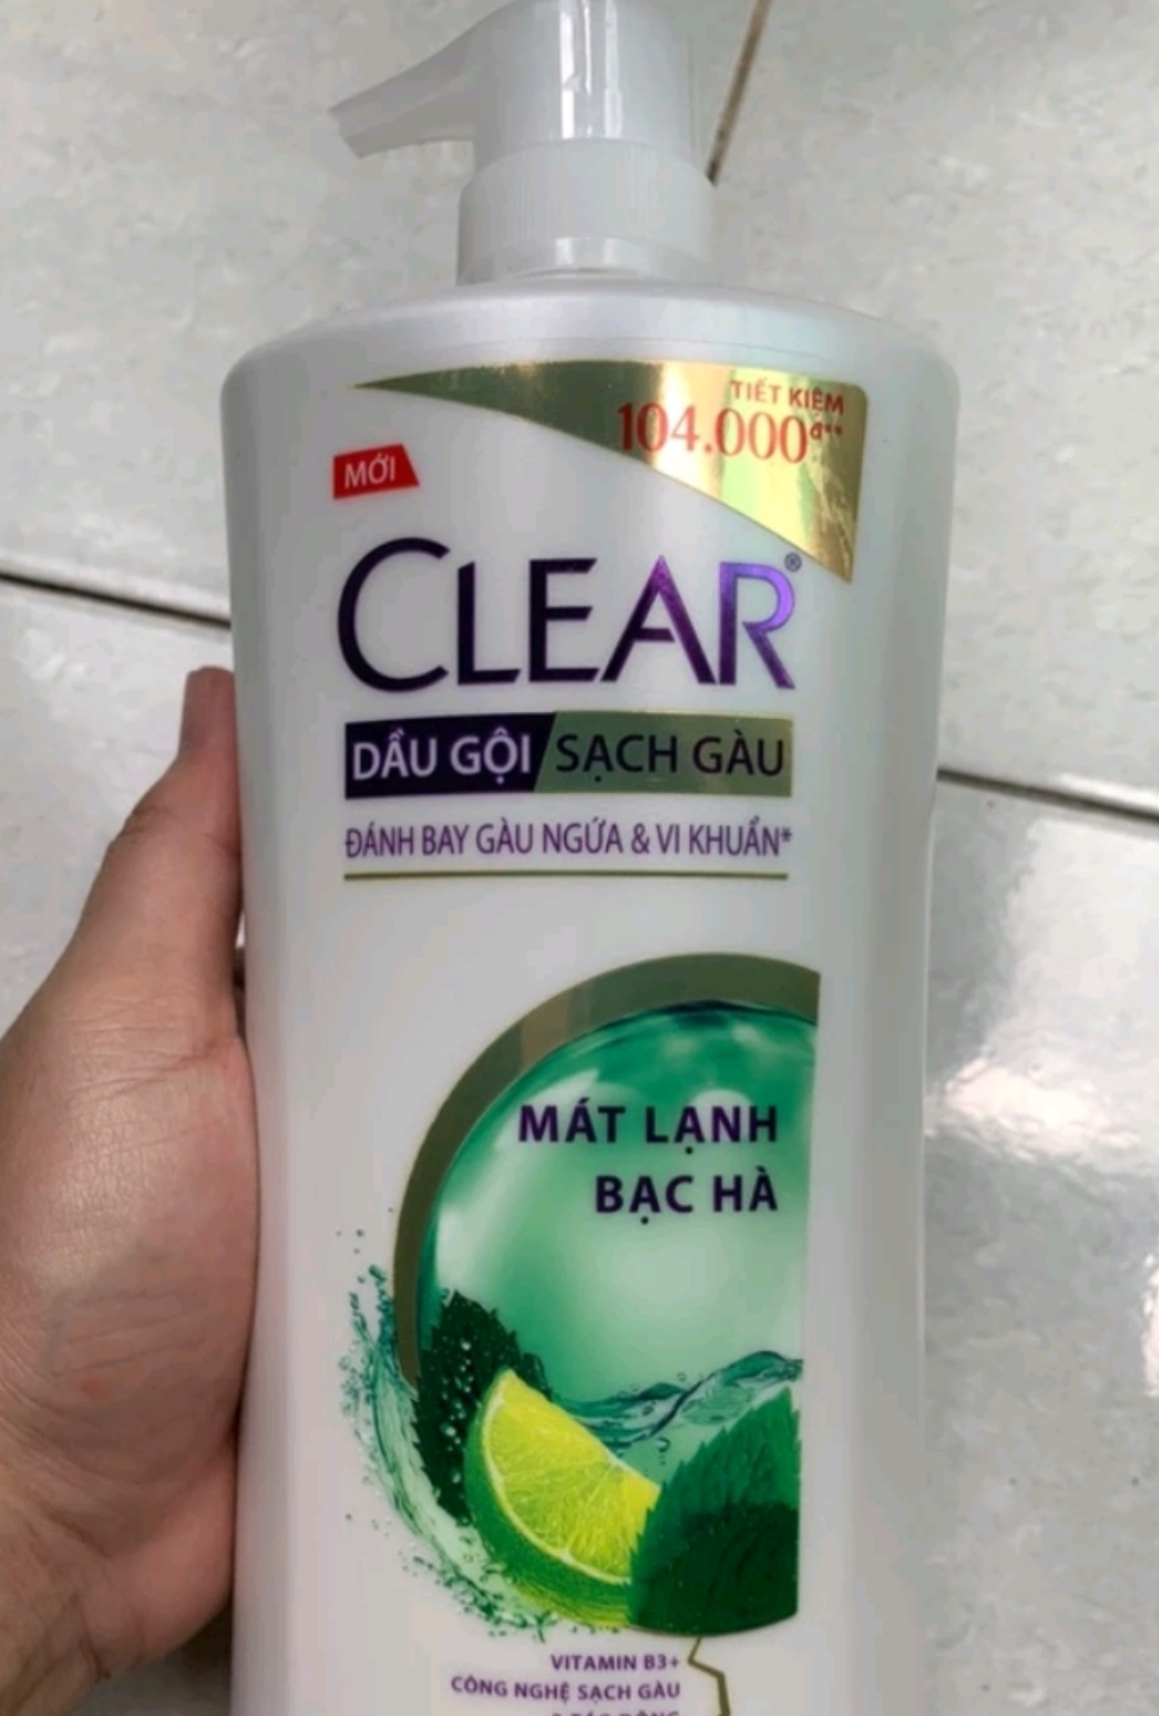 TIẾT KIỆM
104.000đ**
MỚI
CLEAR®
DẦU GỘI SẠCH GÀU
ĐÁNH BAY GÀU NGỨA & VI KHUẨN*
MÁT LẠNH
BẠC HÀ
VITAMIN B3+
CÔNG NGHỆ SẠCH GÀU